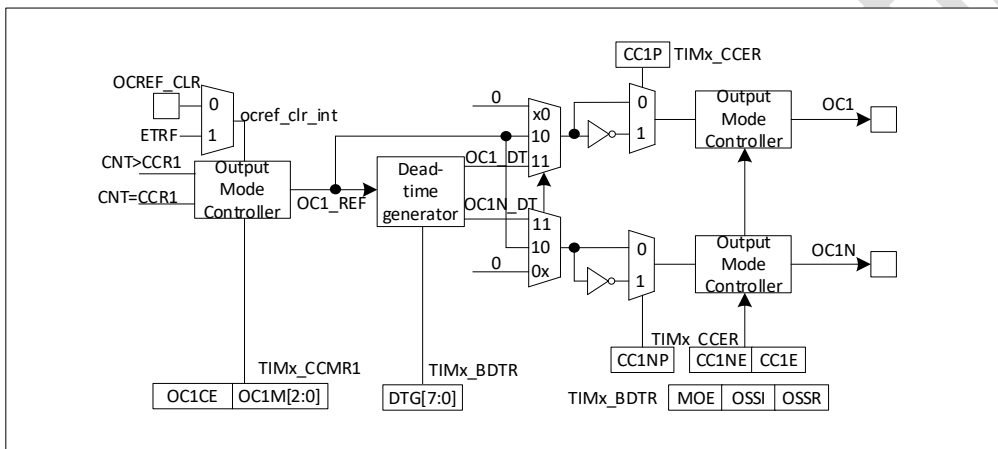 CC1P TIMx_CCER
OCREF_CLR
0
1
ocref_clr_int
ETRF
CNT>CCR1
CNT=CCR1
Output
Mode
Controller
OC1_REF
Dead-
time
generator
OC1_DT
OC1N_DT
0
x0
10
11
11
10
0x
0
0
1
Output
Mode
Controller
OC1
0
1
Output
Mode
Controller
OC1N
TIMx_CCER
CC1NP CC1NE CC1E
TIMx_CCMR1
OC1CE OC1M[2:0]
TIMx_BDTR
DTG[7:0]
TIMx_BDTR MOE OSSI OSSR